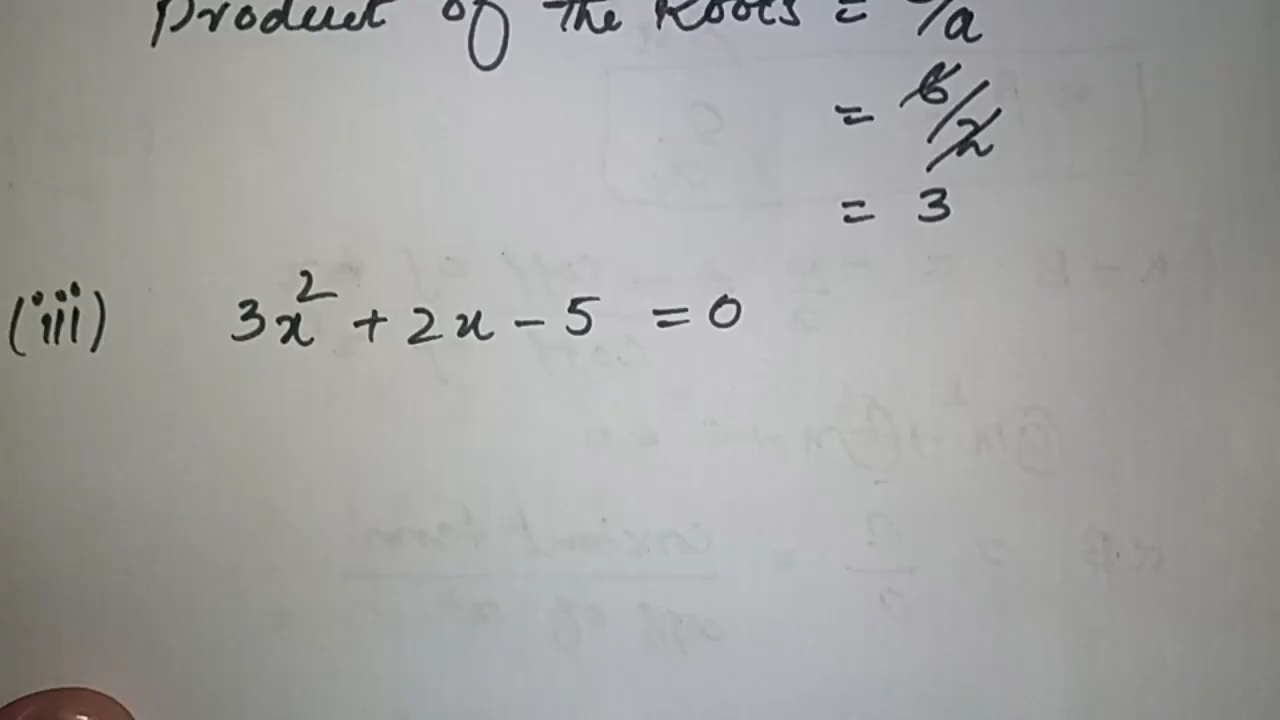 Product of the Roots = c/a
= 6/2
= 3
(iii) 3x² + 2x - 5 = 0